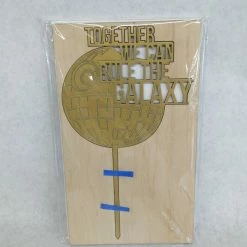 TOGETHER
WE CAN
RULE THE
GALAXY